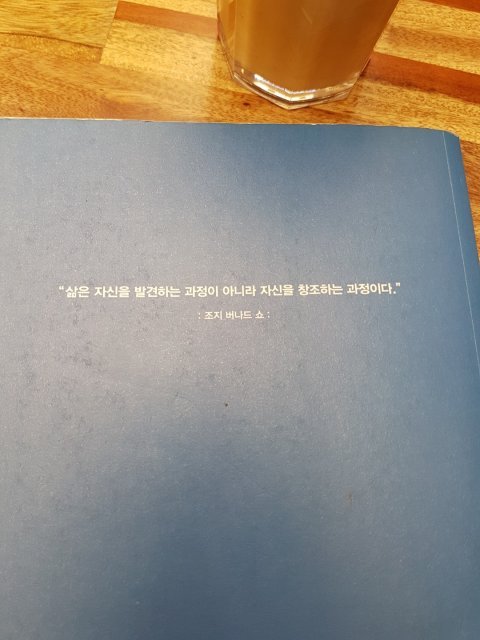 “삶은 자신을 발견하는 과정이 아니라 자신을 창조하는 과정이다.”
: 조지 버나드 쇼 :